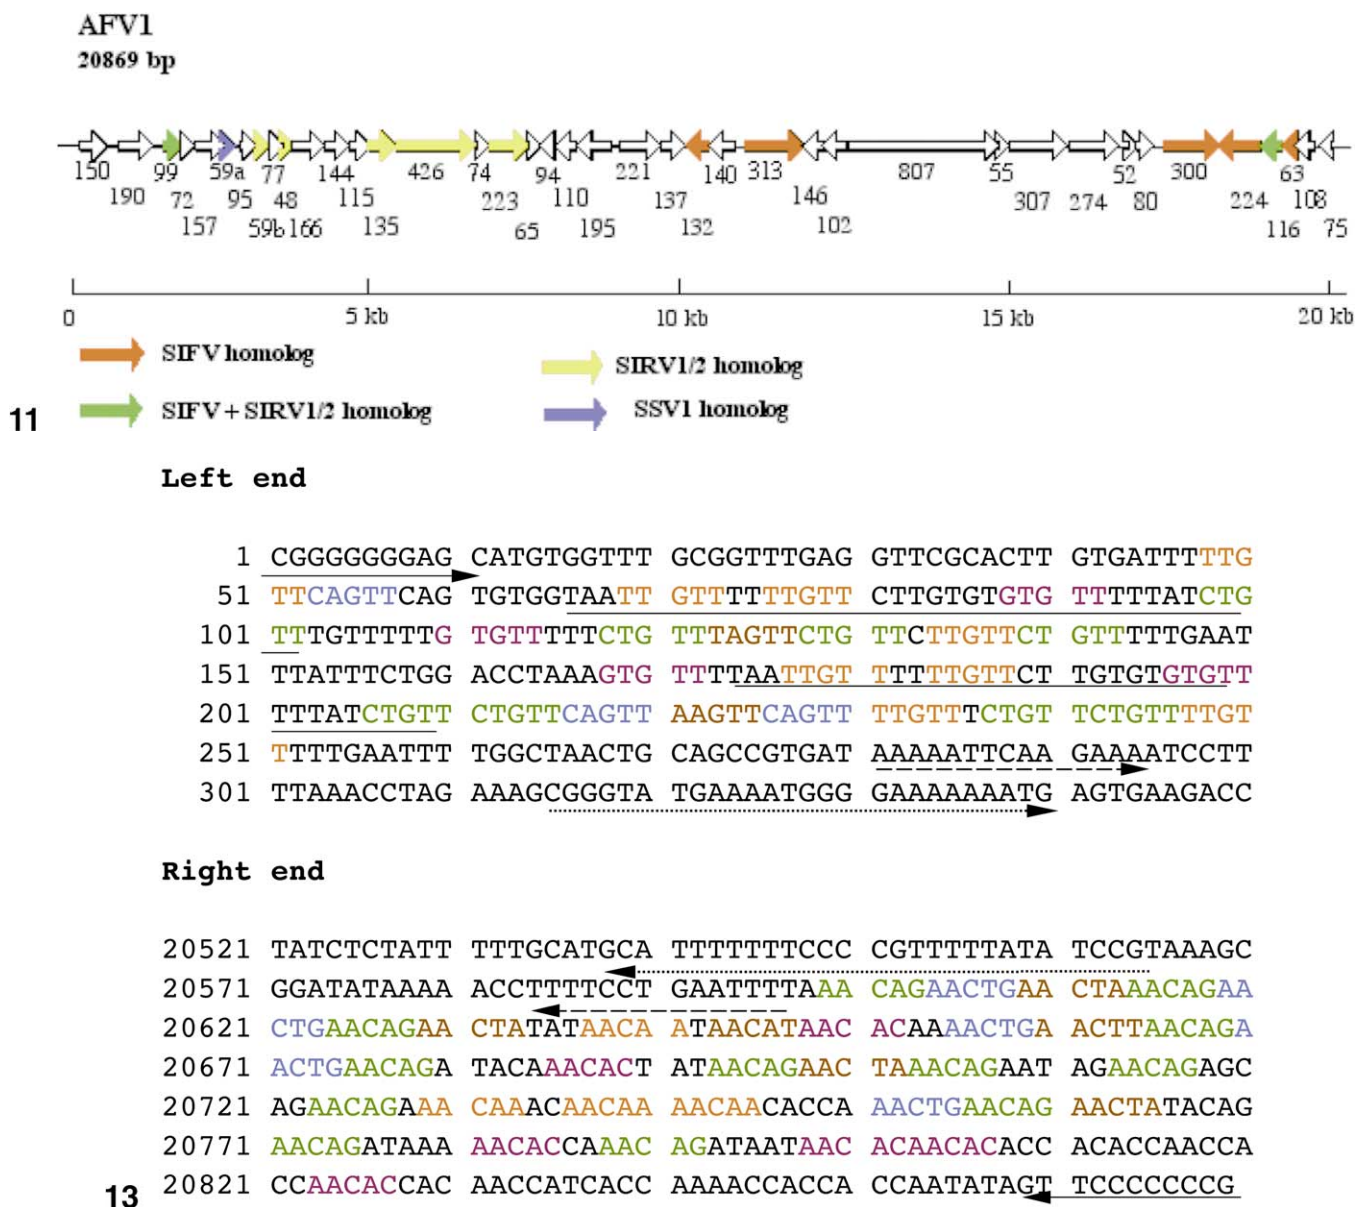 AFV1
20869 bp
150 99 59a 77 144 426 74 94 221 140 313 807 55 52 300 63
190 72 95 48 115 223 110 137 146 307 274 80 224 108
157 59b 166 135 65 195 132 102 116 75
0 5 kb 10 kb 15 kb 20 kb
SIFV homolog SIRV1/2 homolog
11 SIFV + SIRV1/2 homolog SSV1 homolog
Left end
1 CGGGGGGGAG CATGTGGTTT GCGGTTTGAG GTTCGCACTT GTGATTTTTG
51 TTCAGTTCAG TGTGGTAATT GTTTTTTGTT CTTGTGTGTG TTTTTATCTG
101 TTTGTTTTTG TGTTTTTCTG TTTAGTTCTG TTCTTGTTCT GTTTTTGAAT
151 TTATTTCTGG ACCTAAAGTG TTTTTAATTGT TTTTTGTTCT TGTGTGTGTT
201 TTTATCTGTT CTGTTCAGTT AAGTTCAGTT TTGTTTCTGT TCTGTTTTGT
251 TTTTGAATTT TGGCTAACTG CAGCCGTGAT AAAAATTCAA GAAAATCCTT
301 TTAAACCTAG AAAGCGGGTA TGAAAATGGG GAAAAAAATG AGTGAAGACC
Right end
20521 TATCTCTATT TTTGCATGCA TTTTTTTCCC CGTTTTTATA TCCGTAAAGC
20571 GGATATAAAA ACCTTTTCCT GAATTTTAAA CAGAACTGAA CTAAACAGAA
20621 CTGAACAGAA CTATATAACA ATAACATAAC ACAAAACTGA ACTTAACAGA
20671 ACTGAACAGA TACAAACACT ATAACAGAAC TAAACAGAAT AGAACAGAGC
20721 AGAACAGAAA CAAACAACAA AACAACACCA AACTGAACAG AACTATACAG
20771 AACAGATAAA AACACCAAAC AGATAATAAC ACAACACACC ACACCAACCA
13 20821 CCAACACCAC AACCATCACC AAAACCACCA CCAATATAGT TCCCCCCCG